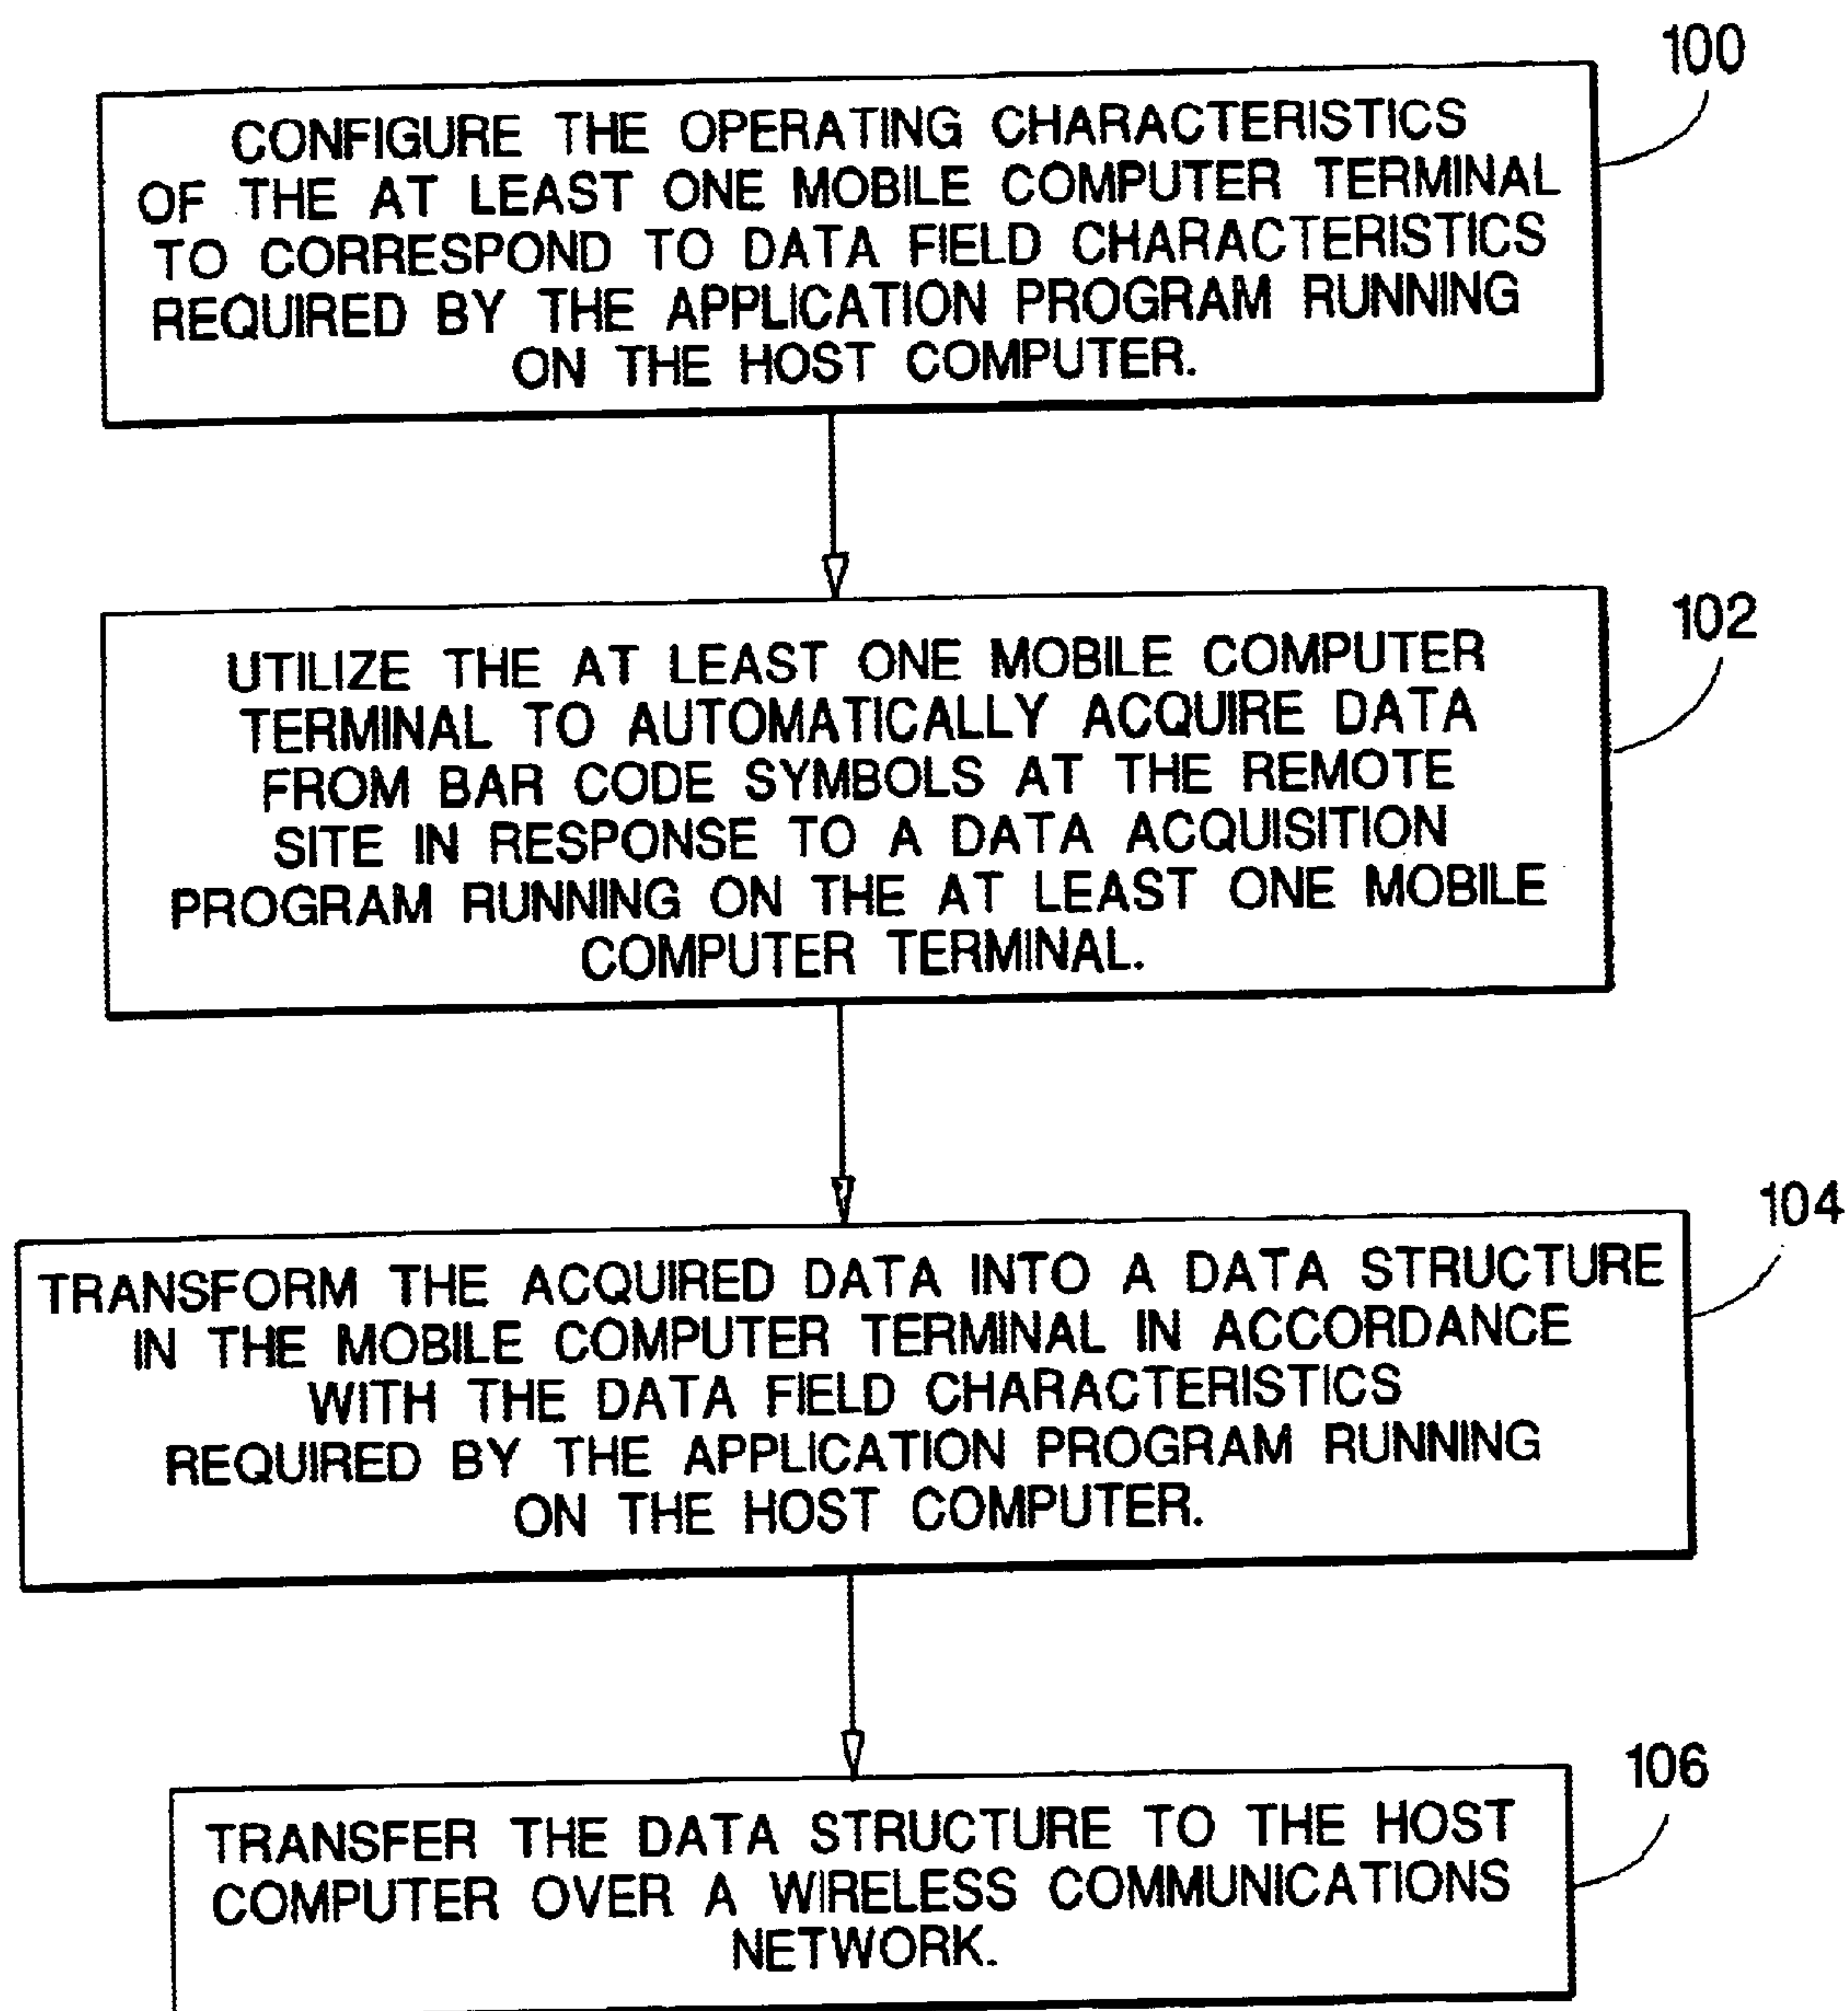 100
CONFIGURE THE OPERATING CHARACTERISTICS
OF THE AT LEAST ONE MOBILE COMPUTER TERMINAL
TO CORRESPOND TO DATA FIELD CHARACTERISTICS
REQUIRED BY THE APPLICATION PROGRAM RUNNING
ON THE HOST COMPUTER.
102
UTILIZE THE AT LEAST ONE MOBILE COMPUTER
TERMINAL TO AUTOMATICALLY ACQUIRE DATA
FROM BAR CODE SYMBOLS AT THE REMOTE
SITE IN RESPONSE TO A DATA ACQUISITION
PROGRAM RUNNING ON THE AT LEAST ONE MOBILE
COMPUTER TERMINAL.
104
TRANSFORM THE ACQUIRED DATA INTO A DATA STRUCTURE
IN THE MOBILE COMPUTER TERMINAL IN ACCORDANCE
WITH THE DATA FIELD CHARACTERISTICS
REQUIRED BY THE APPLICATION PROGRAM RUNNING
ON THE HOST COMPUTER.
106
TRANSFER THE DATA STRUCTURE TO THE HOST
COMPUTER OVER A WIRELESS COMMUNICATIONS
NETWORK.